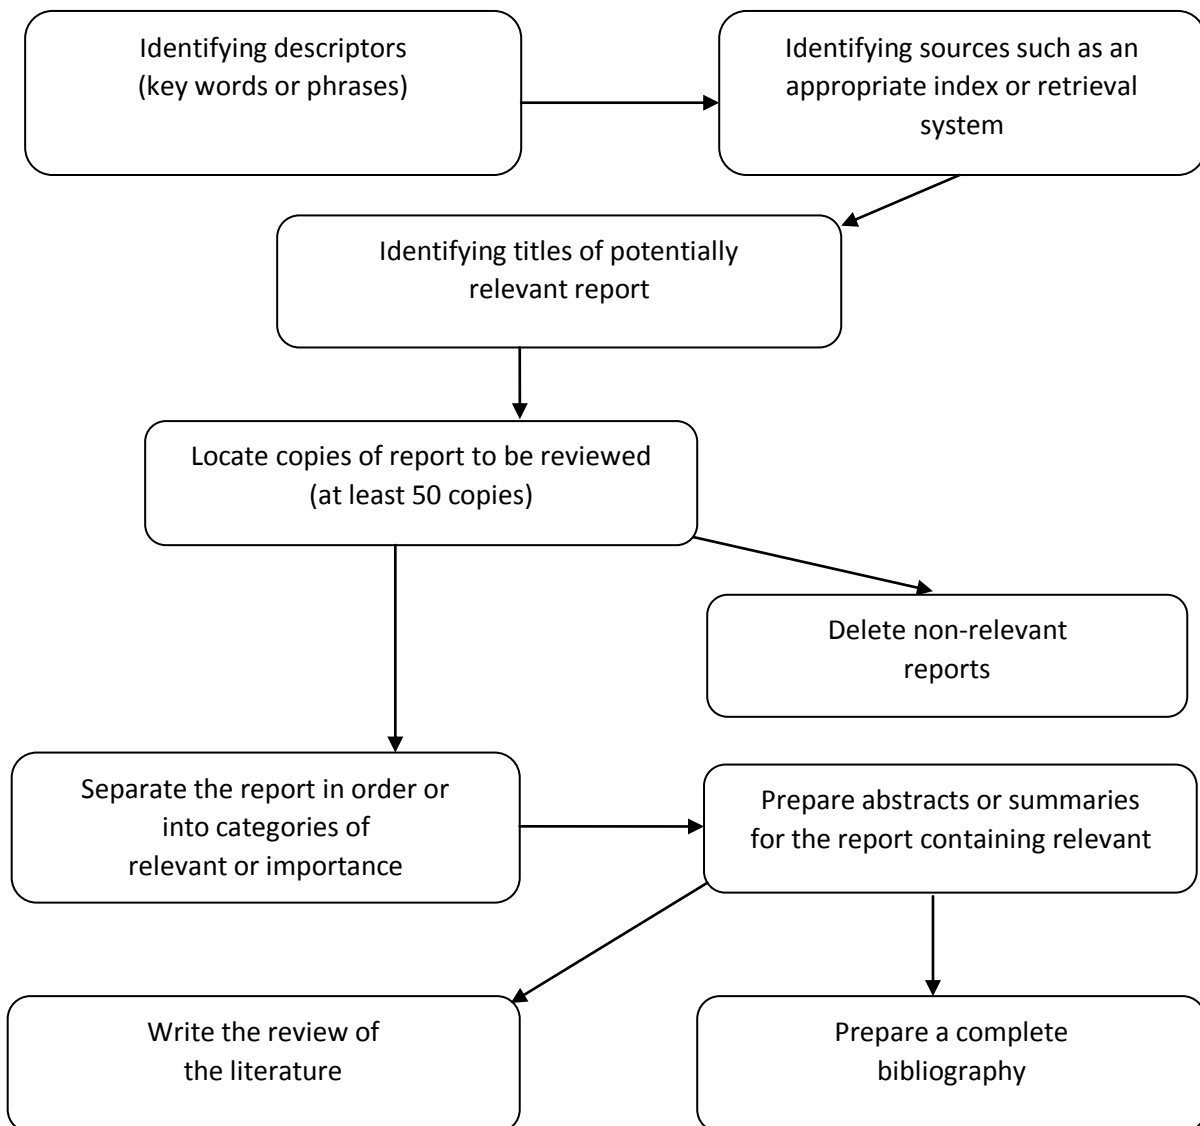 Identifying descriptors
(key words or phrases)
Identifying sources such as an
appropriate index or retrieval
system
Identifying titles of potentially
relevant report
Locate copies of report to be reviewed
(at least 50 copies)
Delete non-relevant
reports
Separate the report in order or
into categories of
relevant or importance
Prepare abstracts or summaries
for the report containing relevant
Write the review of
the literature
Prepare a complete
bibliography